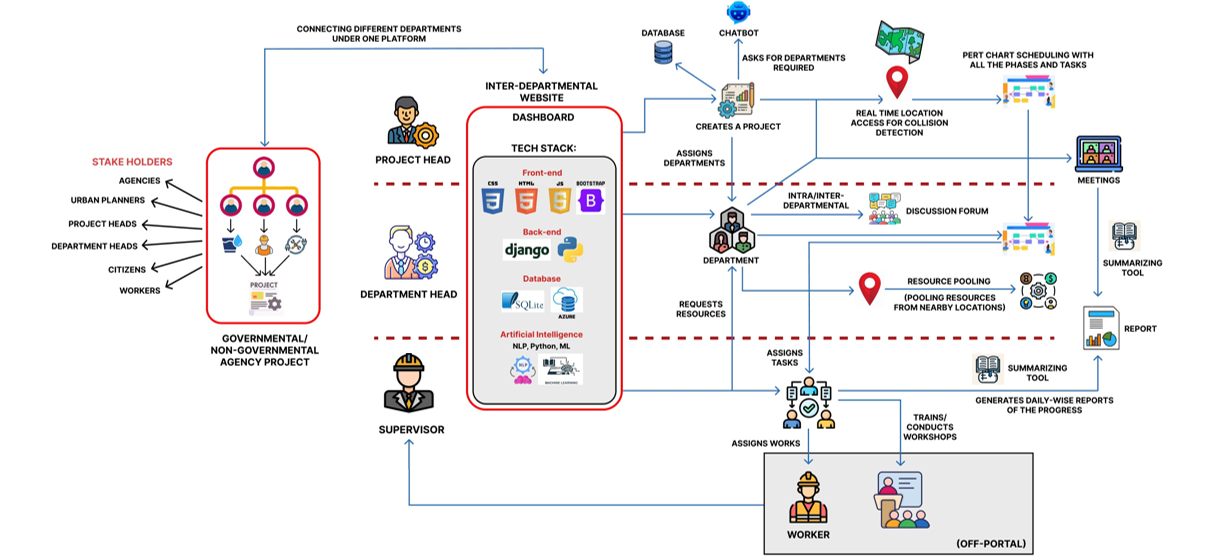 CONNECTING DIFFERENT DEPARTMENTS
UNDER ONE PLATFORM
STAKE HOLDERS
AGENCIES
URBAN PLANNERS
PROJECT HEADS
DEPARTMENT HEADS
CITIZENS
WORKERS
PROJECT
GOVERNMENTAL/
NON-GOVERNMENTAL
AGENCY PROJECT
PROJECT HEAD
DEPARTMENT HEAD
SUPERVISOR
INTER-DEPARTMENTAL
WEBSITE
DASHBOARD
TECH STACK:
Front-end
CSS
HTML
JS
BOOTSTRAP
B
Back-end
django
Database
SQLite
AZURE
Artificial Intelligence
NLP, Python, ML
NLP
MACHINE LEARNING
DATABASE
CHATBOT
ASKS FOR DEPARTMENTS
REQUIRED
CREATES A PROJECT
REAL TIME LOCATION
ACCESS FOR COLLISION
DETECTION
PERT CHART SCHEDULING WITH
ALL THE PHASES AND TASKS
ASSIGNS
DEPARTMENTS
MEETINGS
INTRA/INTER-
DEPARTMENTAL
DISCUSSION FORUM
DEPARTMENT
SUMMARIZING
TOOL
RESOURCE POOLING
(POOLING RESOURCES
FROM NEARBY LOCATIONS)
REQUESTS
RESOURCES
REPORT
ASSIGNS
TASKS
SUMMARIZING
TOOL
GENERATES DAILY-WISE REPORTS
OF THE PROGRESS
TRAINS/
CONDUCTS
WORKSHOPS
ASSIGNS WORKS
WORKER
(OFF-PORTAL)